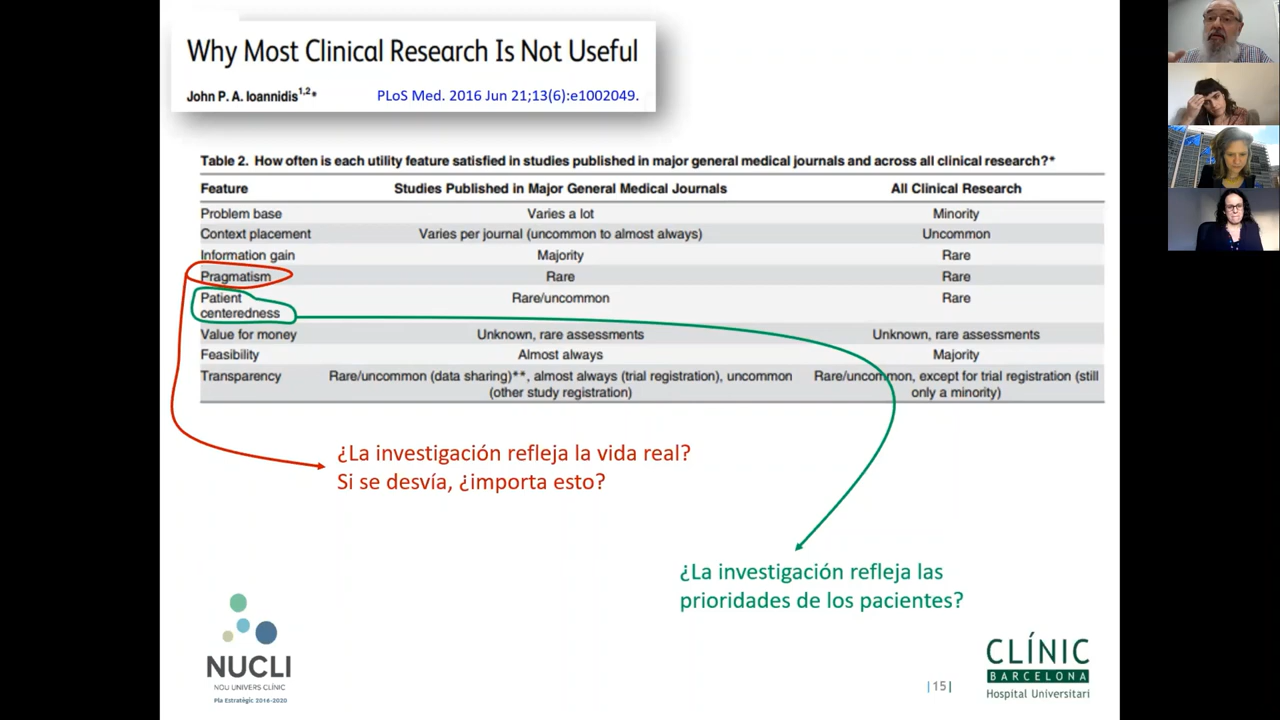 Why Most Clinical Research Is Not Useful
John P. A. Ioannidis1,2*
PLoS Med. 2016 Jun 21;13(6):e1002049.
Table 2. How often is each utility feature satisfied in studies published in major general medical journals and across all clinical research?*
Feature Studies Published in Major General Medical Journals All Clinical Research
Problem base Varies a lot Minority
Context placement Varies per journal (uncommon to almost always) Uncommon
Information gain Majority Rare
Pragmatism Rare Rare
Patient Rare/uncommon Rare
centeredness
Value for money Unknown, rare assessments Unknown, rare assessments
Feasibility Almost always Majority
Transparency Rare/uncommon (data sharing)**, almost always (trial registration), uncommon Rare/uncommon, except for trial registration (still
(other study registration) only a minority)
¿La investigación refleja la vida real?
Si se desvía, ¿importa esto?
¿La investigación refleja las
prioridades de los pacientes?
NUCLI
NOU UNIVERS CLÍNIC
Pla Estratègic 2016-2020
|15|
CLÍNIC
BARCELONA
Hospital Universitari